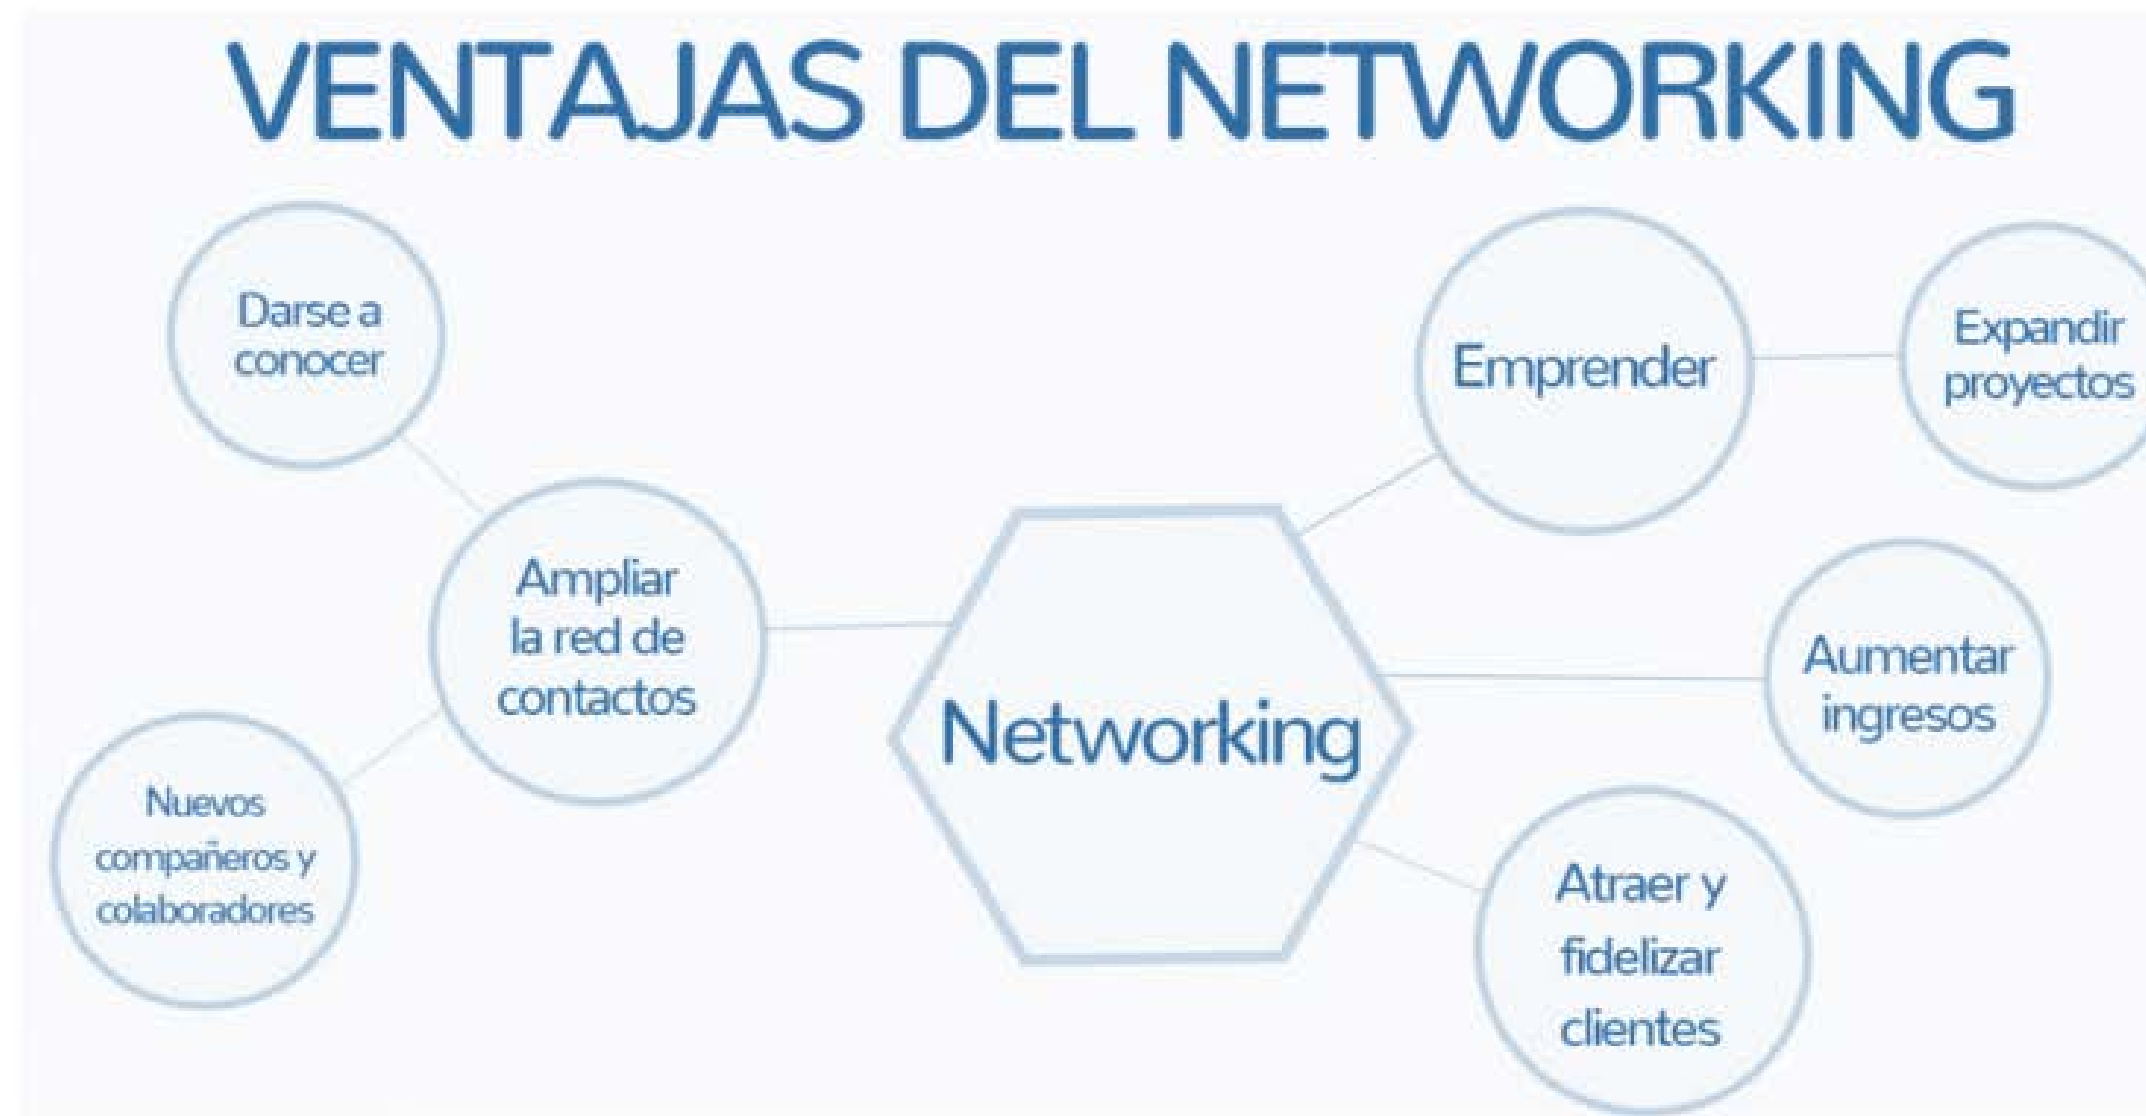 VENTAJAS DEL NETWORKING
Darse a
conocer
Ampliar
la red de
contactos
Nuevos
compañeros y
colaboradores
Networking
Emprender
Expandir
proyectos
Aumentar
ingresos
Atraer y
fidelizar
clientes